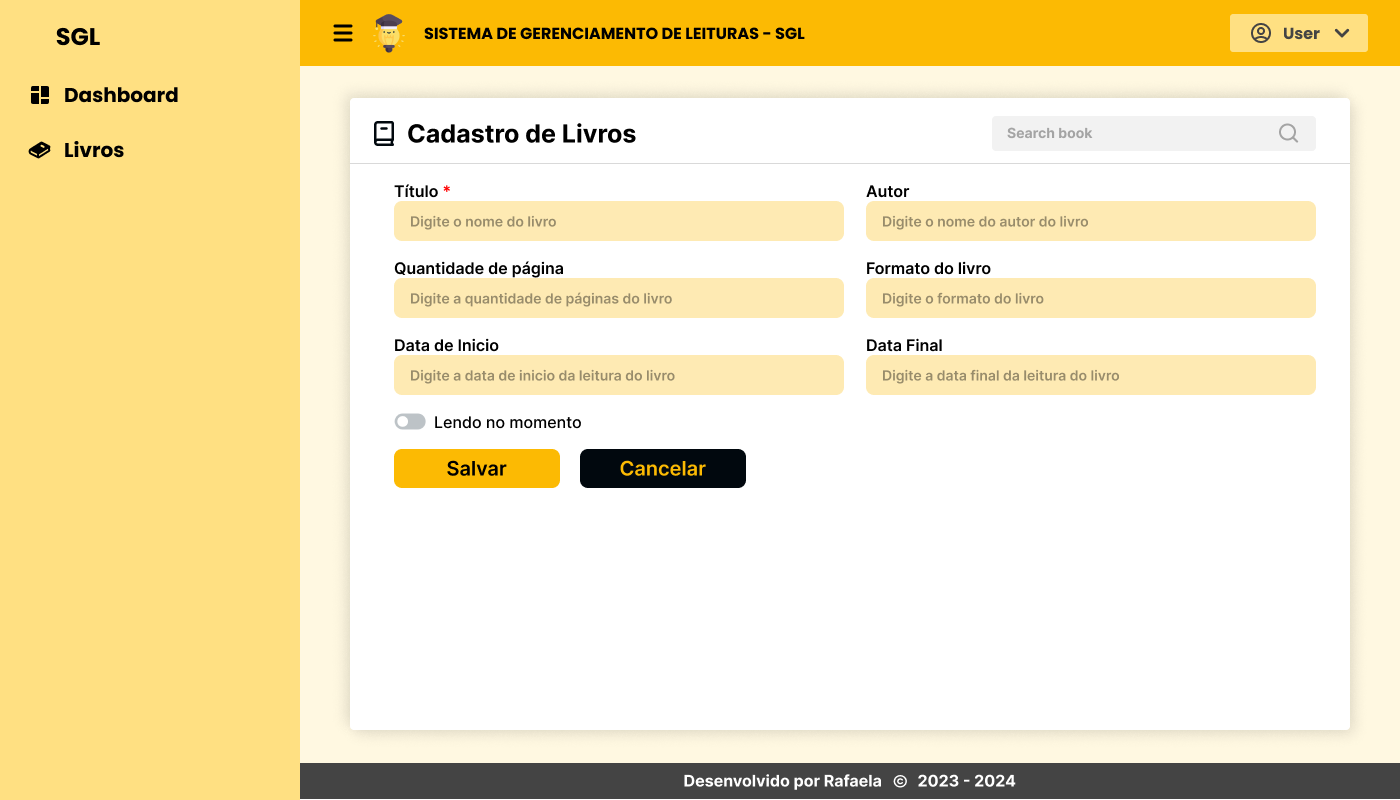 SGL
Dashboard
Livros
SISTEMA DE GERENCIAMENTO DE LEITURAS - SGL
User
Cadastro de Livros
Search book
Título *
Digite o nome do livro
Autor
Digite o nome do autor do livro
Quantidade de página
Digite a quantidade de páginas do livro
Formato do livro
Digite o formato do livro
Data de Inicio
Digite a data de inicio da leitura do livro
Data Final
Digite a data final da leitura do livro
Lendo no momento
Salvar
Cancelar
Desenvolvido por Rafaela © 2023 - 2024